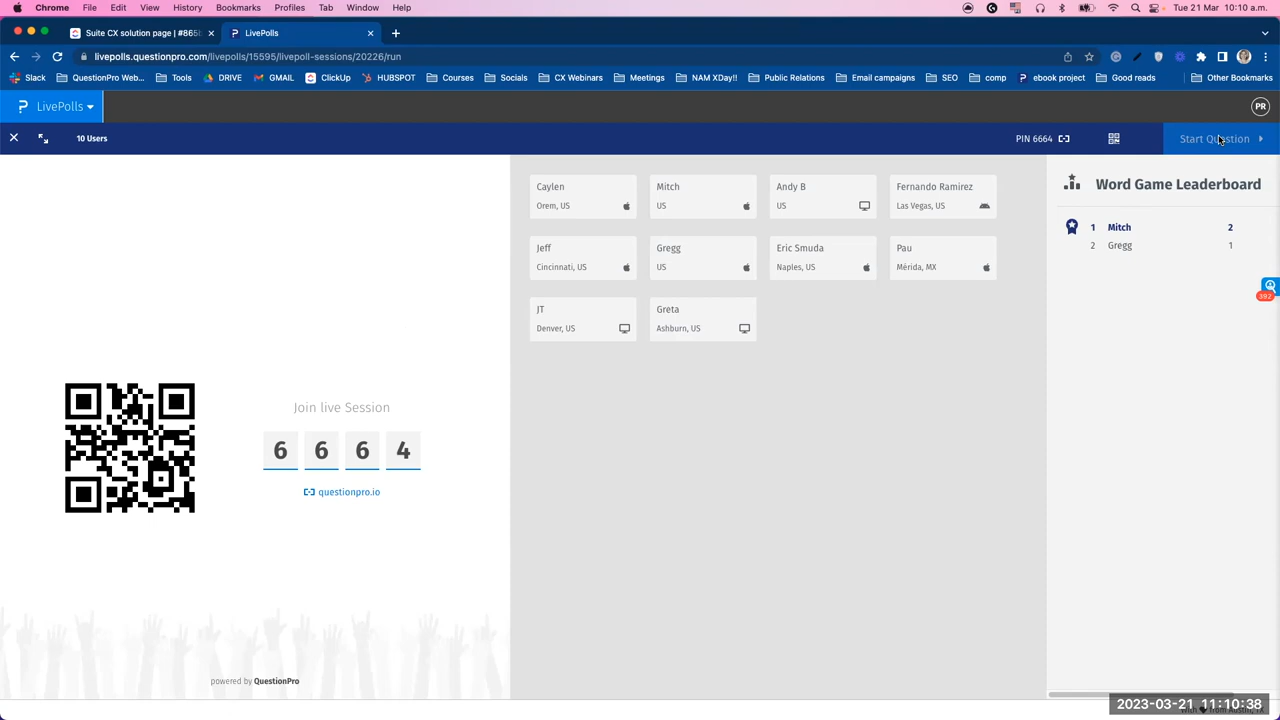 Chrome File Edit View History Bookmarks Profiles Tab Window Help Tue 21 Mar 10:10 a.m.
Suite CX solution page | #865 LivePolls
livepolls.questionpro.com/livepolls/15595/livepoll-sessions/20226/run
Slack QuestionPro Web... Tools DRIVE GMAIL ClickUp HUBSPOT Courses Socials CX Webinars Meetings NAM XDay!! Public Relations Email campaigns SEO comp ebook project Good reads Other Bookmarks
LivePolls PR
10 Users PIN 6664 Start Question
Caylen Mitch Andy B Fernando Ramirez
Orem, US US US Las Vegas, US
Jeff Gregg Eric Smuda Pau
Cincinnati, US US Naples, US Mérida, MX
JT Greta
Denver, US Ashburn, US
Word Game Leaderboard
1 Mitch 2
2 Gregg 1
392
Join live Session
6 6 6 4
questionpro.io
powered by QuestionPro
2023-03-21 11:10:38